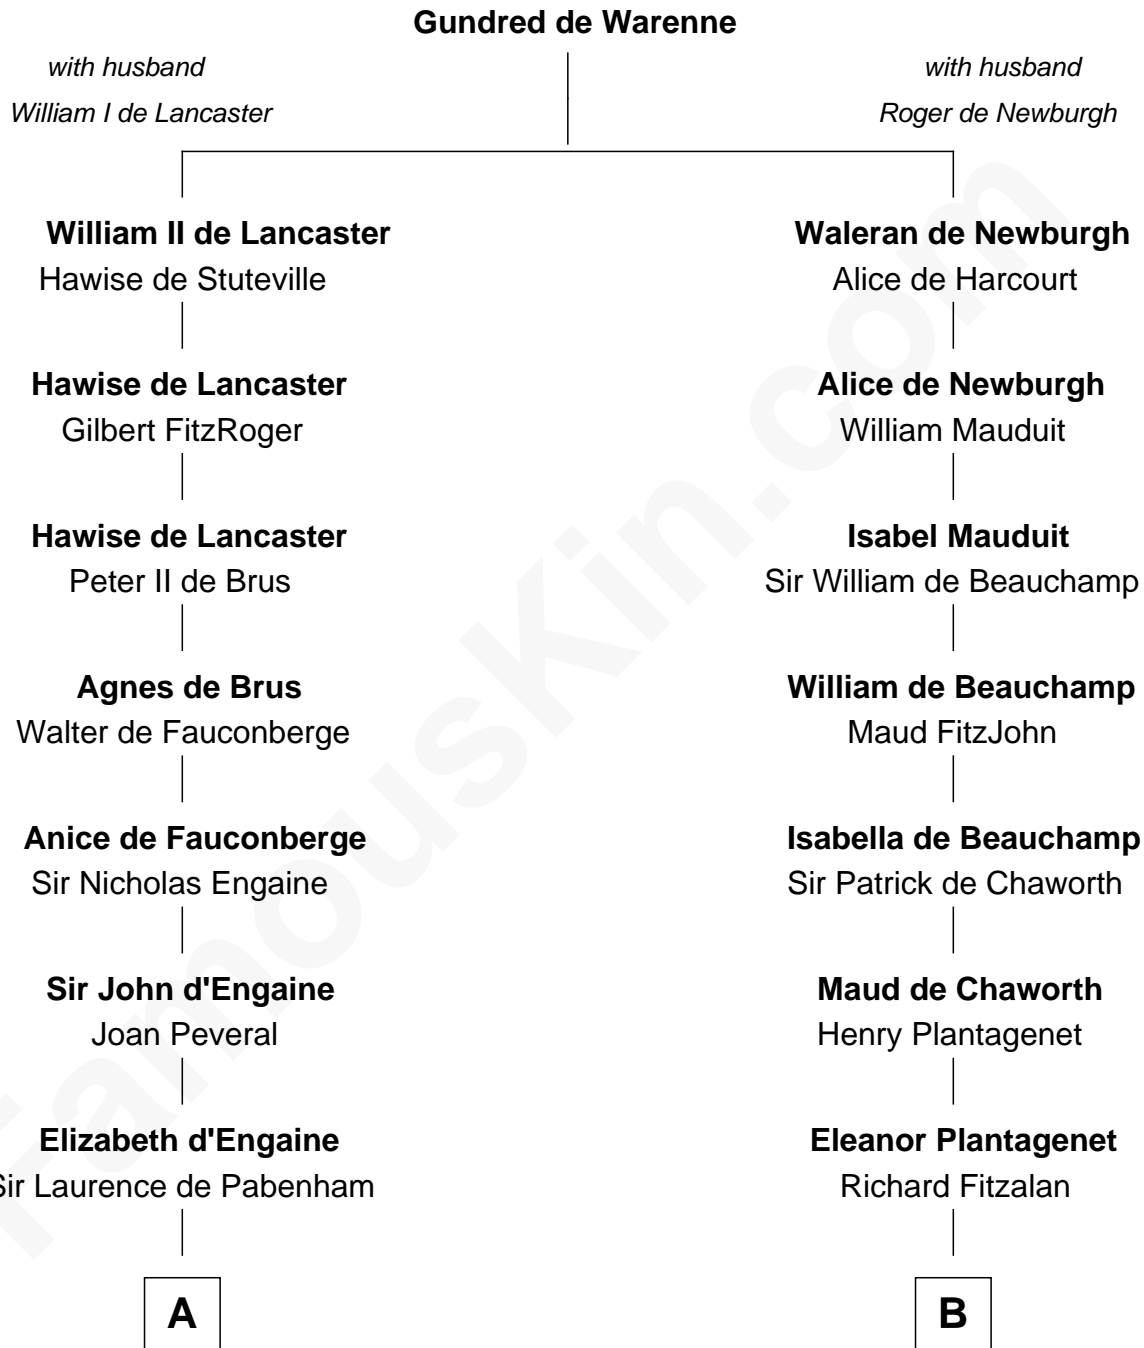 Gundred de Warenne
with husband
William I de Lancaster
with husband
Roger de Newburgh
William II de Lancaster
Hawise de Stuteville
Waleran de Newburgh
Alice de Harcourt
Hawise de Lancaster
Gilbert FitzRoger
Alice de Newburgh
William Mauduit
Hawise de Lancaster
Peter II de Brus
Isabel Mauduit
Sir William de Beauchamp
Agnes de Brus
Walter de Fauconberge
William de Beauchamp
Maud FitzJohn
Anice de Fauconberge
Sir Nicholas Engaine
Isabella de Beauchamp
Sir Patrick de Chaworth
Sir John d'Engaine
Joan Peveral
Maud de Chaworth
Henry Plantagenet
Elizabeth d'Engaine
Sir Laurence de Pabenham
Eleanor Plantagenet
Richard Fitzalan
A
B
FamousKin.com